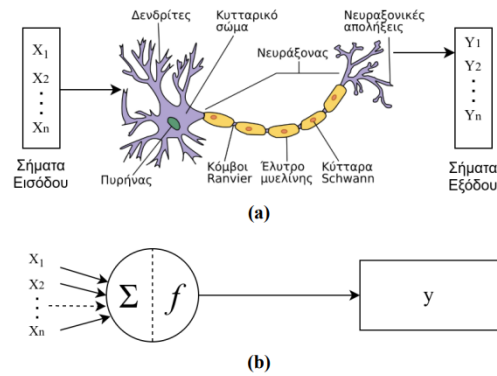 Δενδρίτες
Κυτταρικό
σώμα
Νευραξονικές
απολήξεις
Νευράξονας
X1
X2
Xn
Y1
Y2
Yn
Σήματα
Εισόδου
Πυρήνας
Κόμβοι
Ranvier
Έλυτρο
μυελίνης
Κύτταρα
Schwann
Σήματα
Εξόδου
(a)
X1
X2
Xn
Σ f
y
(b)